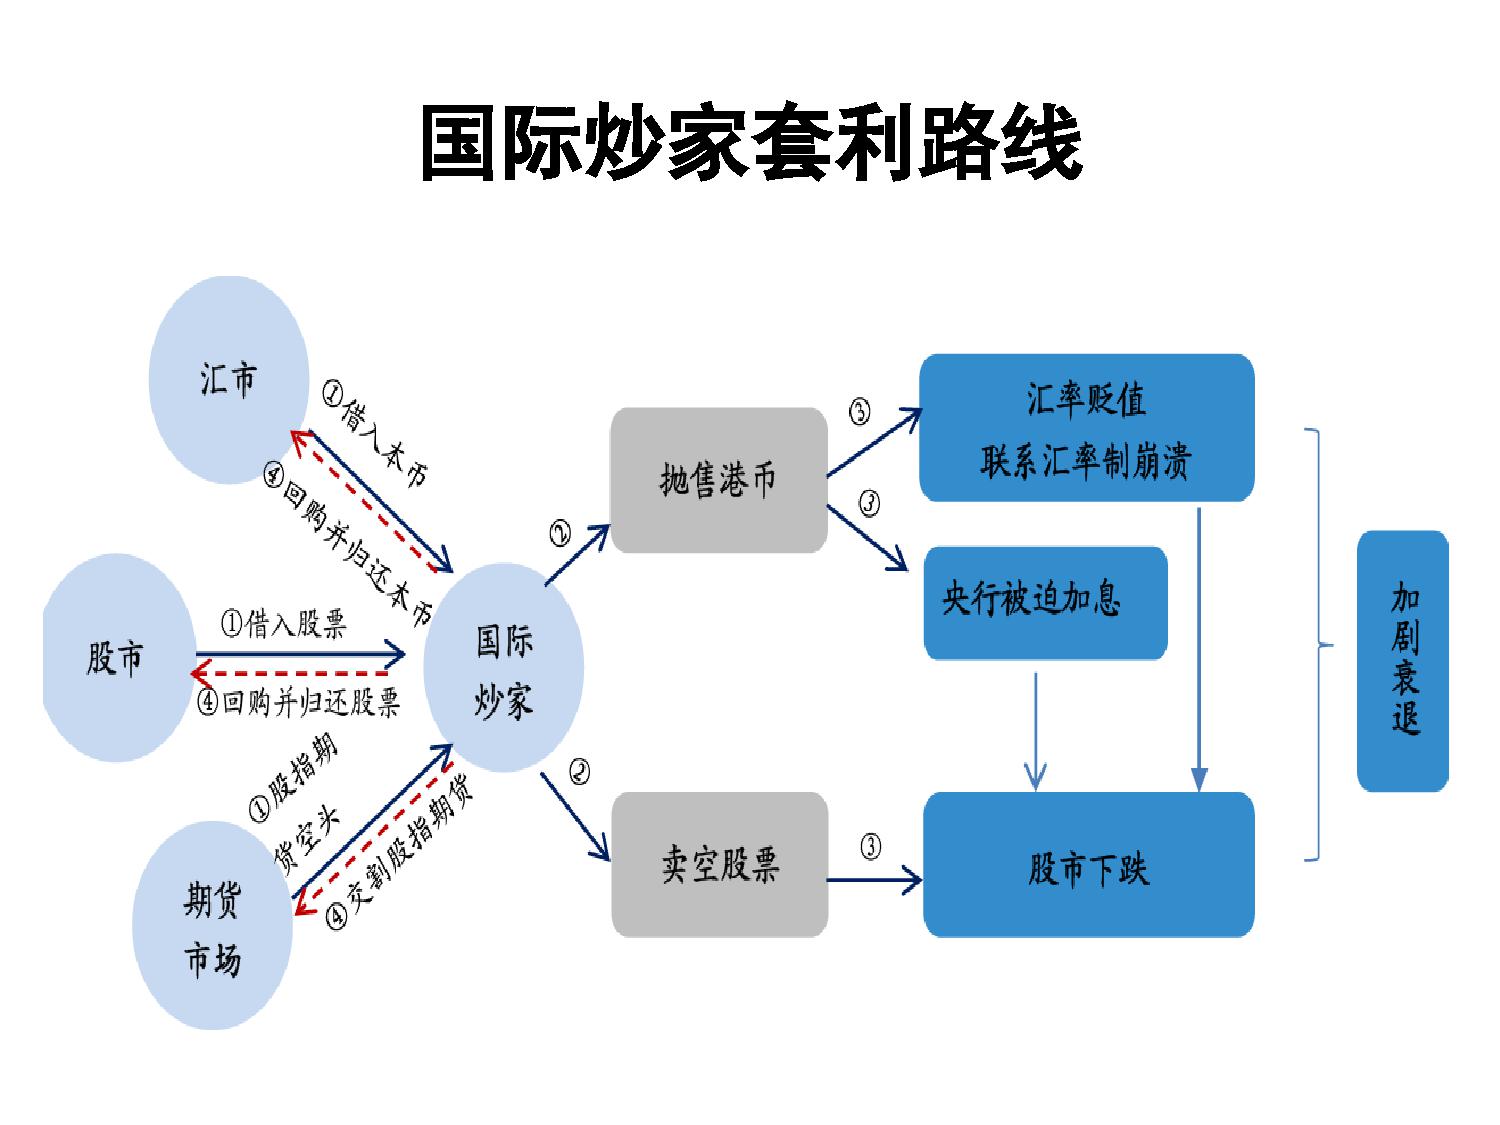 国际炒家套利路线
汇市
①借入本币
④回购并归还本币
股市
①借入股票
④回购并归还股票
①股指期
货空头
④交割股指期货
期货
市场
国际
炒家
②
②
抛售港币
卖空股票
③
③
③
汇率贬值
联系汇率制崩溃
央行被迫加息
股市下跌
加
剧
衰
退